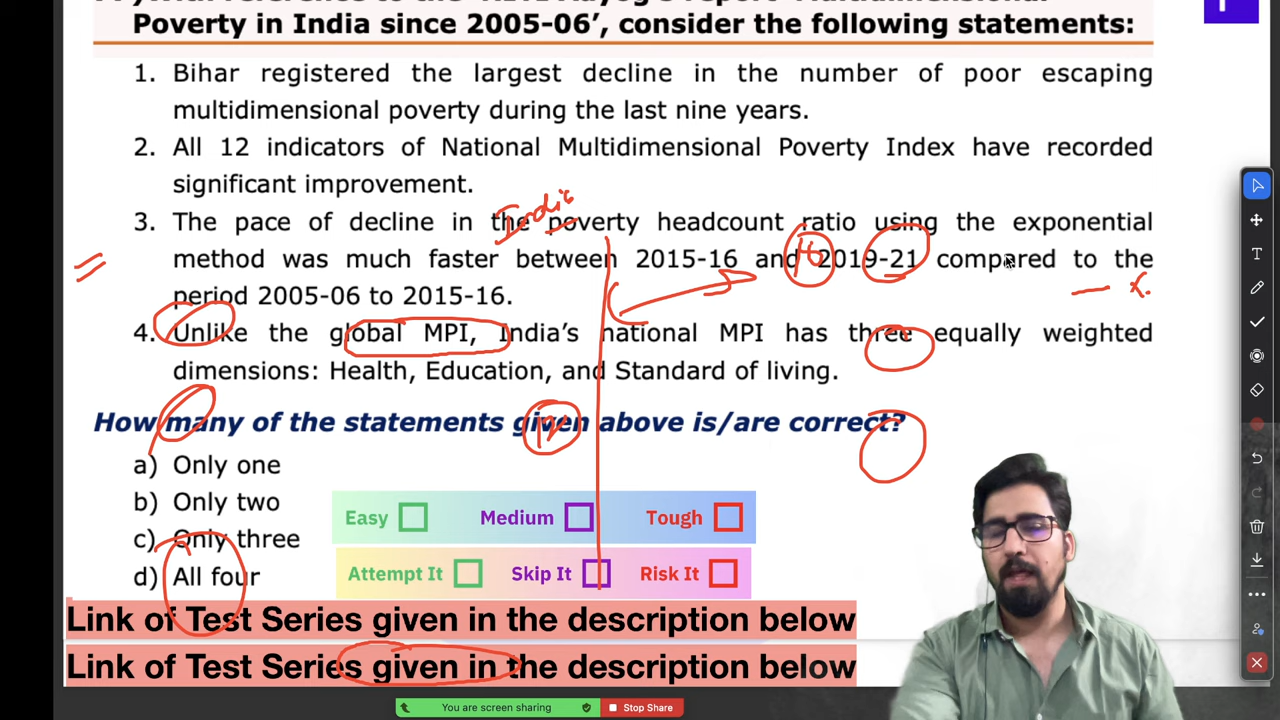 Poverty in India since 2005-06', consider the following statements:
1. Bihar registered the largest decline in the number of poor escaping
multidimensional poverty during the last nine years.
2. All 12 indicators of National Multidimensional Poverty Index have recorded
significant improvement.
India
3. The pace of decline in the poverty headcount ratio using the exponential
method was much faster between 2015-16 and 2019-21 compared to the
period 2005-06 to 2015-16.
4. Unlike the global MPI, India's national MPI has three equally weighted
dimensions: Health, Education, and Standard of living.
How many of the statements given above is/are correct?
12
a) Only one
b) Only two
c) Only three
d) All four
Easy Medium Tough
Attempt It Skip It Risk It
Link of Test Series given in the description below
Link of Test Series given in the description below
You are screen sharing Stop Share